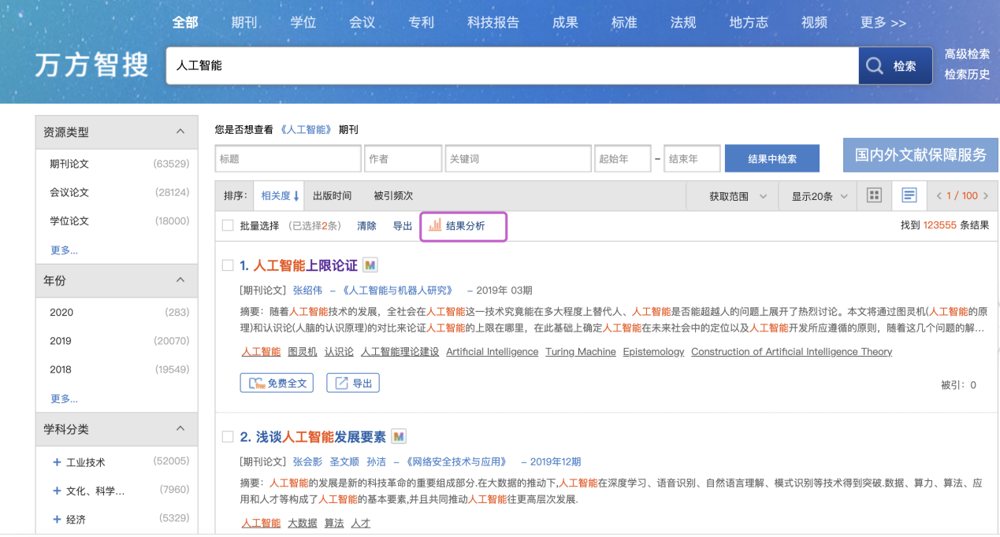 全部 期刊 学位 会议 专利 科技报告 成果 标准 法规 地方志 视频 更多 >>
万方智搜
人工智能
检索
高级检索
检索历史
资源类型
期刊论文 (63529)
会议论文 (28124)
学位论文 (18000)
更多...
年份
2020 (283)
2019 (20070)
2018 (19549)
更多...
学科分类
+ 工业技术 (52005)
+ 文化、科学... (7960)
+ 经济 (5329)
您是否想查看 《人工智能》 期刊
标题 作者 关键词 起始年 – 结束年 结果中检索
国内外文献保障服务
排序: 相关度 出版时间 被引频次 获取范围 显示20条 < 1 / 100 >
批量选择 (已选择2条) 清除 导出 结果分析 找到 123555 条结果
1. 人工智能上限论证 M
[期刊论文] 张绍伟 – 《人工智能与机器人研究》 – 2019年 03期
摘要：随着人工智能技术的发展，全社会在人工智能这一技术究竟能在多大程度上替代人、人工智能是否能超越人的问题上展开了热烈讨论。本文将通过图灵机(人工智能的原
理)和认识论(人脑的认识原理)的对比来论证人工智能的上限在哪里，在此基础上确定人工智能在未来社会中的定位以及人工智能开发所应遵循的原则，随着这几个问题的解...
人工智能 图灵机 认识论 人工智能理论建设 Artificial Intelligence Turing Machine Epistemology Construction of Artificial Intelligence Theory
free 免费全文 导出
被引：0
2. 浅谈人工智能发展要素 M
[期刊论文] 张会影 圣文顺 孙洁 – 《网络安全技术与应用》 – 2019年12期
摘要：人工智能的发展是新的科技革命的重要组成部分.在大数据的推动下,人工智能在深度学习、语音识别、自然语言理解、模式识别等技术得到突破.数据、算力、算法、应
用和人才等构成了人工智能的基本要素,并且共同推动人工智能往更高层次发展.
人工智能 大数据 算法 人才